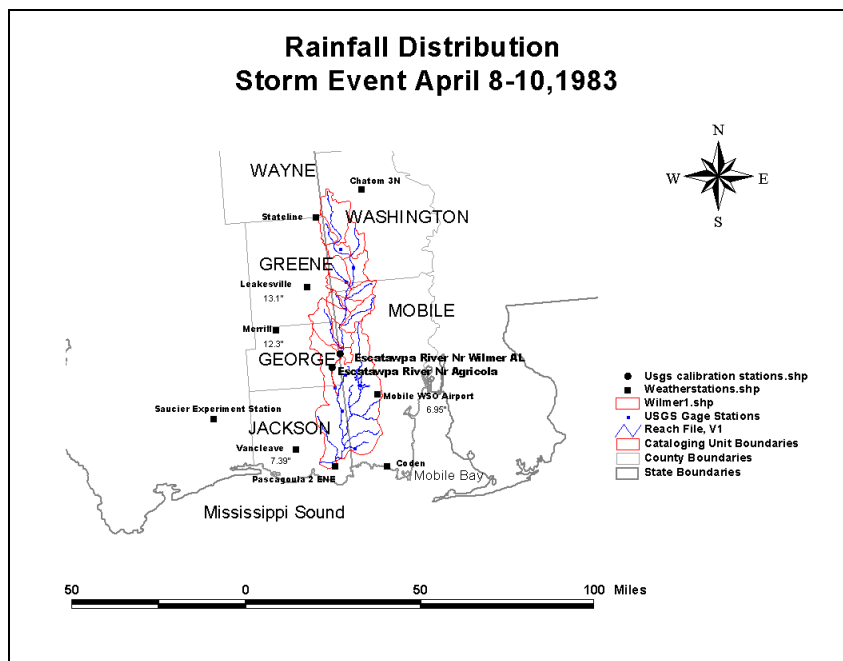 Rainfall Distribution
Storm Event April 8-10,1983
N
W
E
S
WAYNE
Chatom 3N
Stateline
WASHINGTON
GREENE
Leakesville
13.1"
MOBILE
Merrill
12.3"
GEORGE
Escatawpa River Nr Wilmer AL
Escatawpa River Nr Agricola
Mobile WSO Airport
6.95"
Saucier Experiment Station
JACKSON
Vancleave
7.39"
Coden
Pascagoula 2 ENE
Mobile Bay
Mississippi Sound
Usgs calibration stations.shp
Weatherstations.shp
Wilmer1.shp
USGS Gage Stations
Reach File, V1
Cataloging Unit Boundaries
County Boundaries
State Boundaries
50 0 50 100 Miles